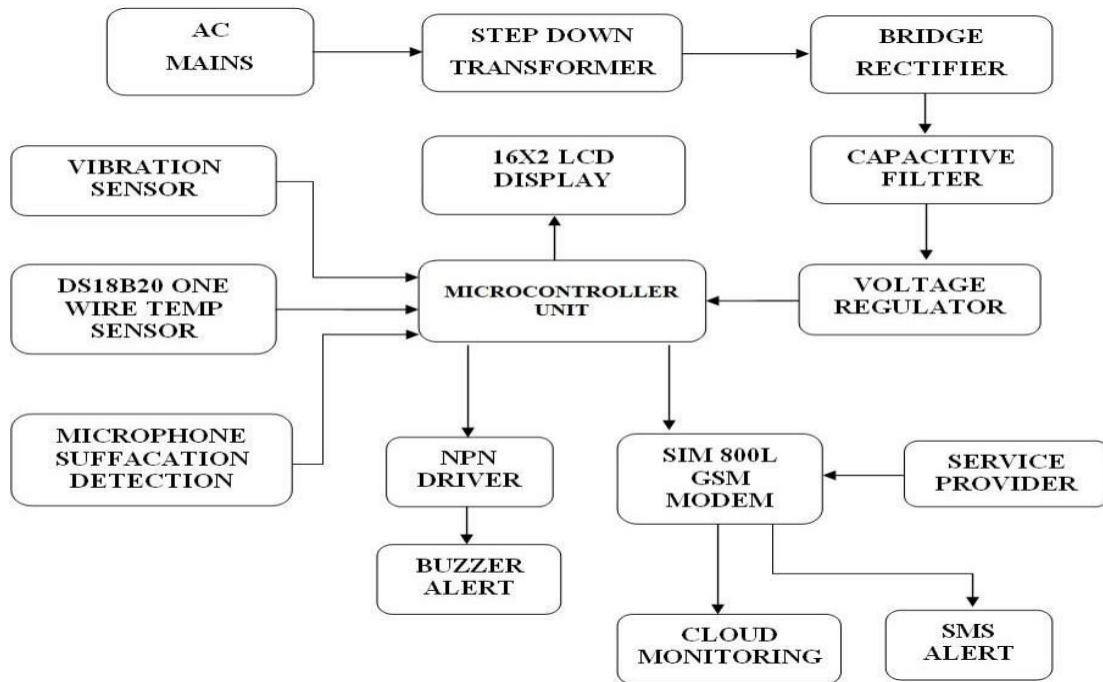 AC
MAINS
STEP DOWN
TRANSFORMER
BRIDGE
RECTIFIER
VIBRATION
SENSOR
16X2 LCD
DISPLAY
CAPACITIVE
FILTER
DS18B20 ONE
WIRE TEMP
SENSOR
MICROCONTROLLER
UNIT
VOLTAGE
REGULATOR
MICROPHONE
SUFFACATION
DETECTION
NPN
DRIVER
SIM 800L
GSM
MODEM
SERVICE
PROVIDER
BUZZER
ALERT
CLOUD
MONITORING
SMS
ALERT